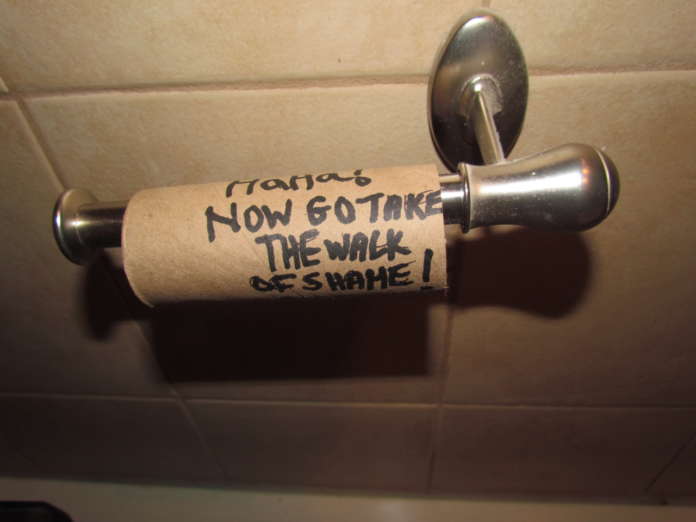 HaHa!
NOW GO TAKE
THE WALK
OF SHAME!